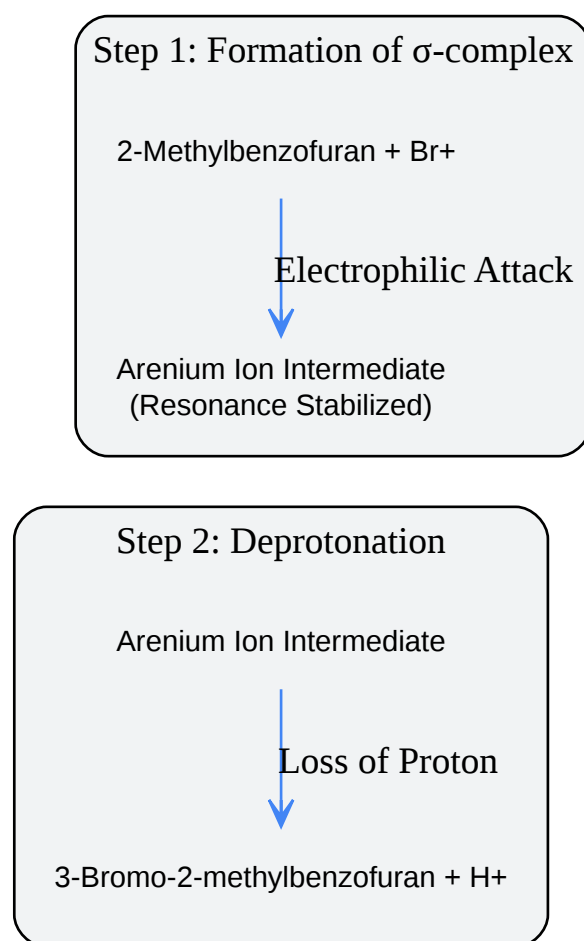 Step 1: Formation of σ-complex
2-Methylbenzofuran + Br+
Electrophilic Attack
Arenium Ion Intermediate
(Resonance Stabilized)
Step 2: Deprotonation
Arenium Ion Intermediate
Loss of Proton
3-Bromo-2-methylbenzofuran + H+